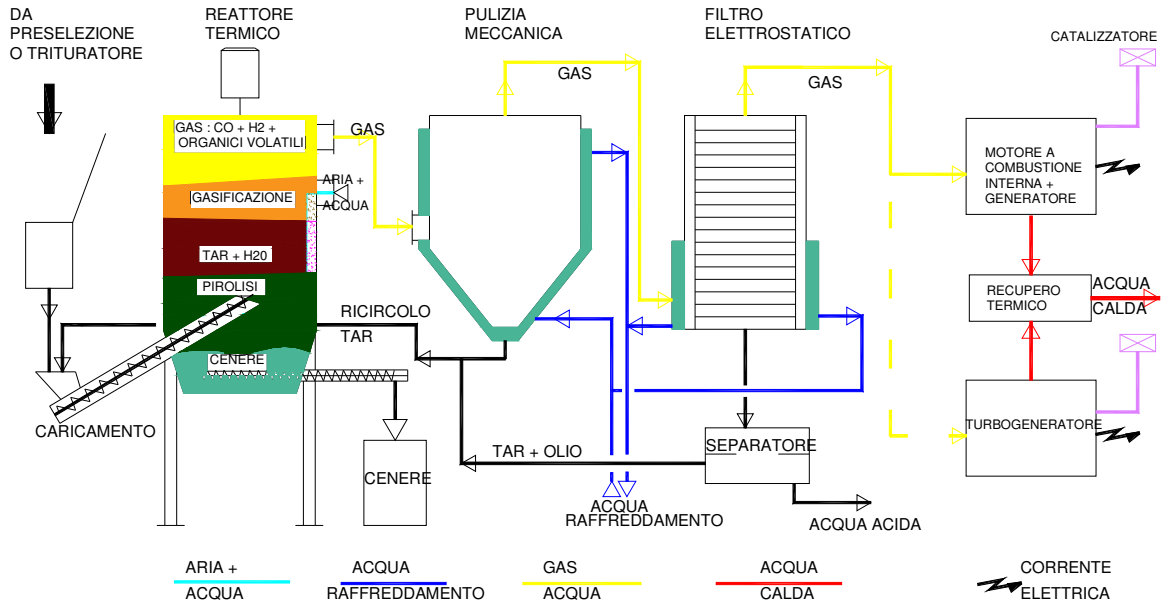 DA
PRESELEZIONE
O TRITURATORE
REATTORE
TERMICO
PULIZIA
MECCANICA
FILTRO
ELETTROSTATICO
CATALIZZATORE
GAS
GAS
GAS : CO + H2 +
ORGANICI VOLATILI
GAS
ARIA +
ACQUA
GASIFICAZIONE
MOTORE A
COMBUSTIONE
INTERNA +
GENERATORE
TAR + H20
PIROLISI
RICIRCOLO
TAR
RECUPERO
TERMICO
ACQUA
CALDA
CENERE
CARICAMENTO
TURBOGENERATORE
SEPARATORE
TAR + OLIO
CENERE
ACQUA
RAFFREDDAMENTO
ACQUA ACIDA
ARIA +
ACQUA
ACQUA
RAFFREDDAMENTO
GAS
ACQUA
ACQUA
CALDA
CORRENTE
ELETTRICA